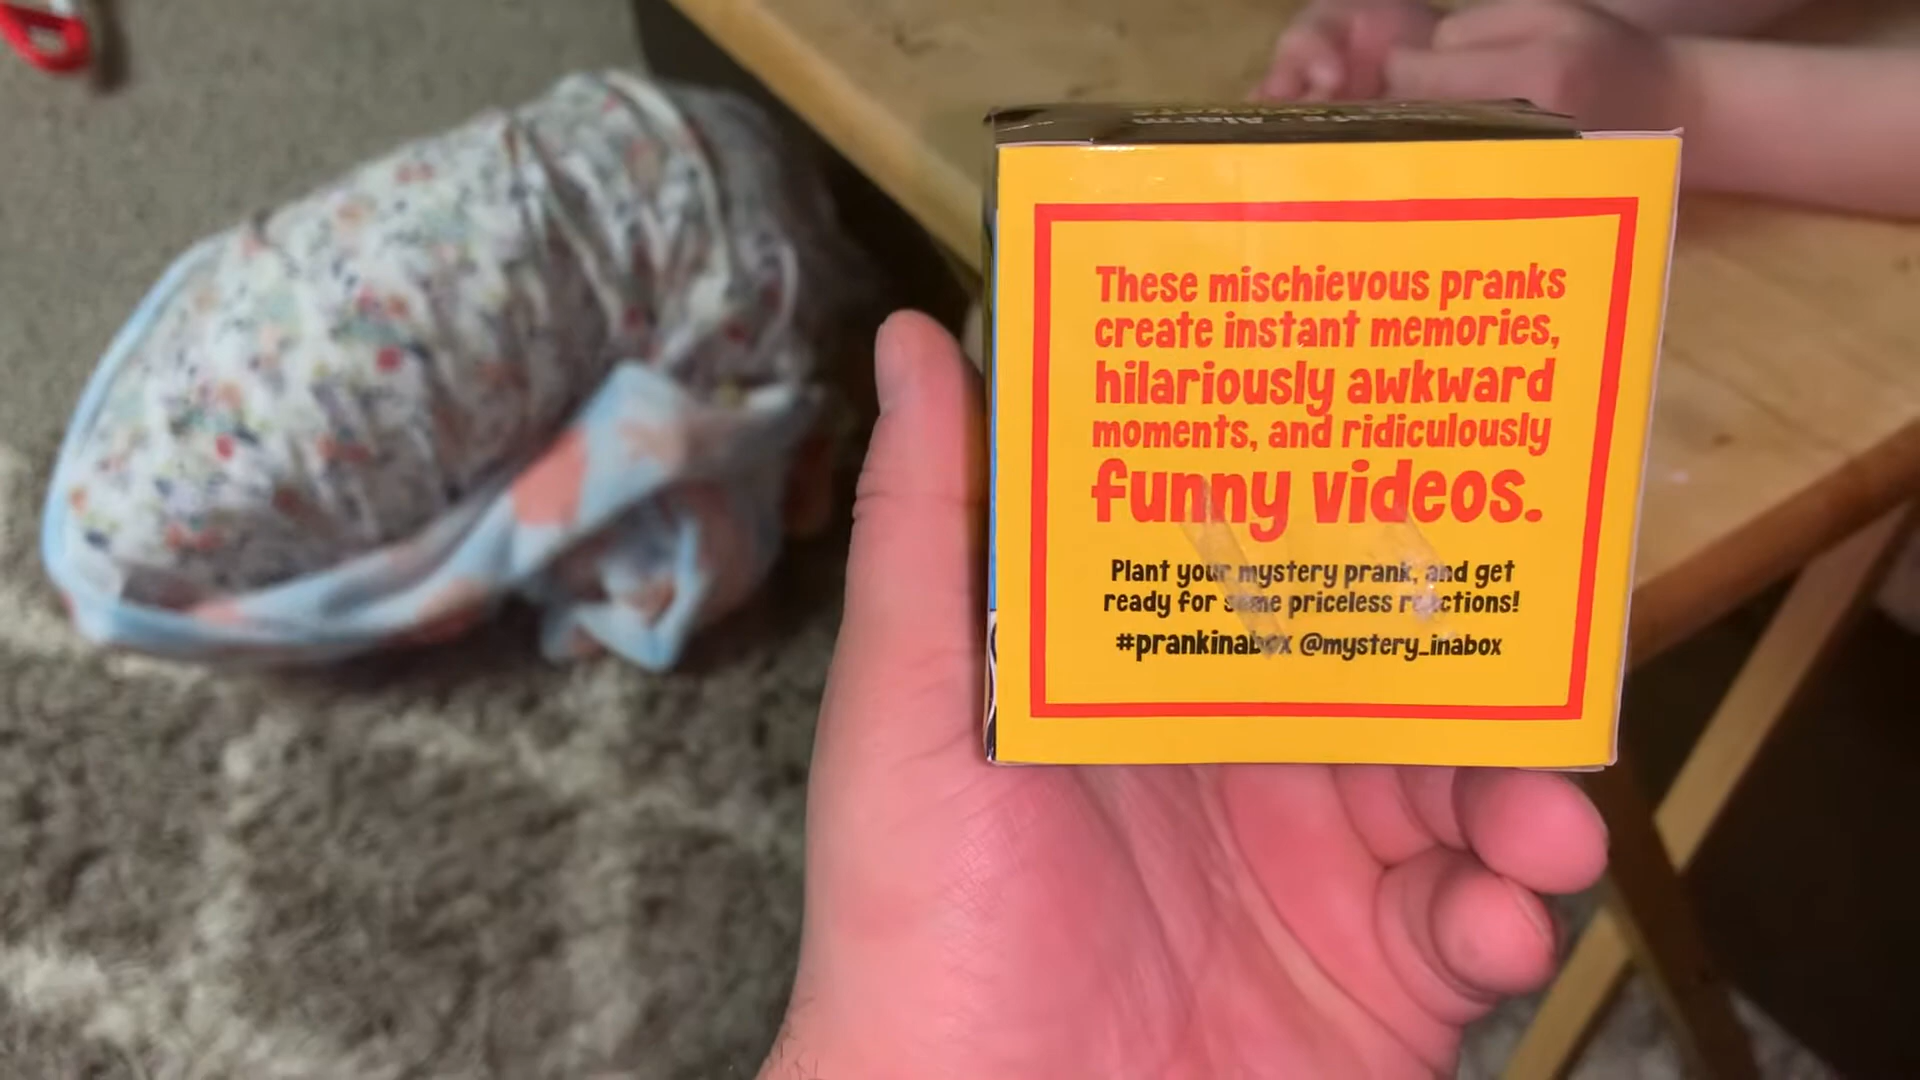 These mischievous pranks
create instant memories,
hilariously awkward
moments, and ridiculously
funny videos.
Plant your mystery prank, and get
ready for some priceless reactions!
#prankinabox @mystery_inabox